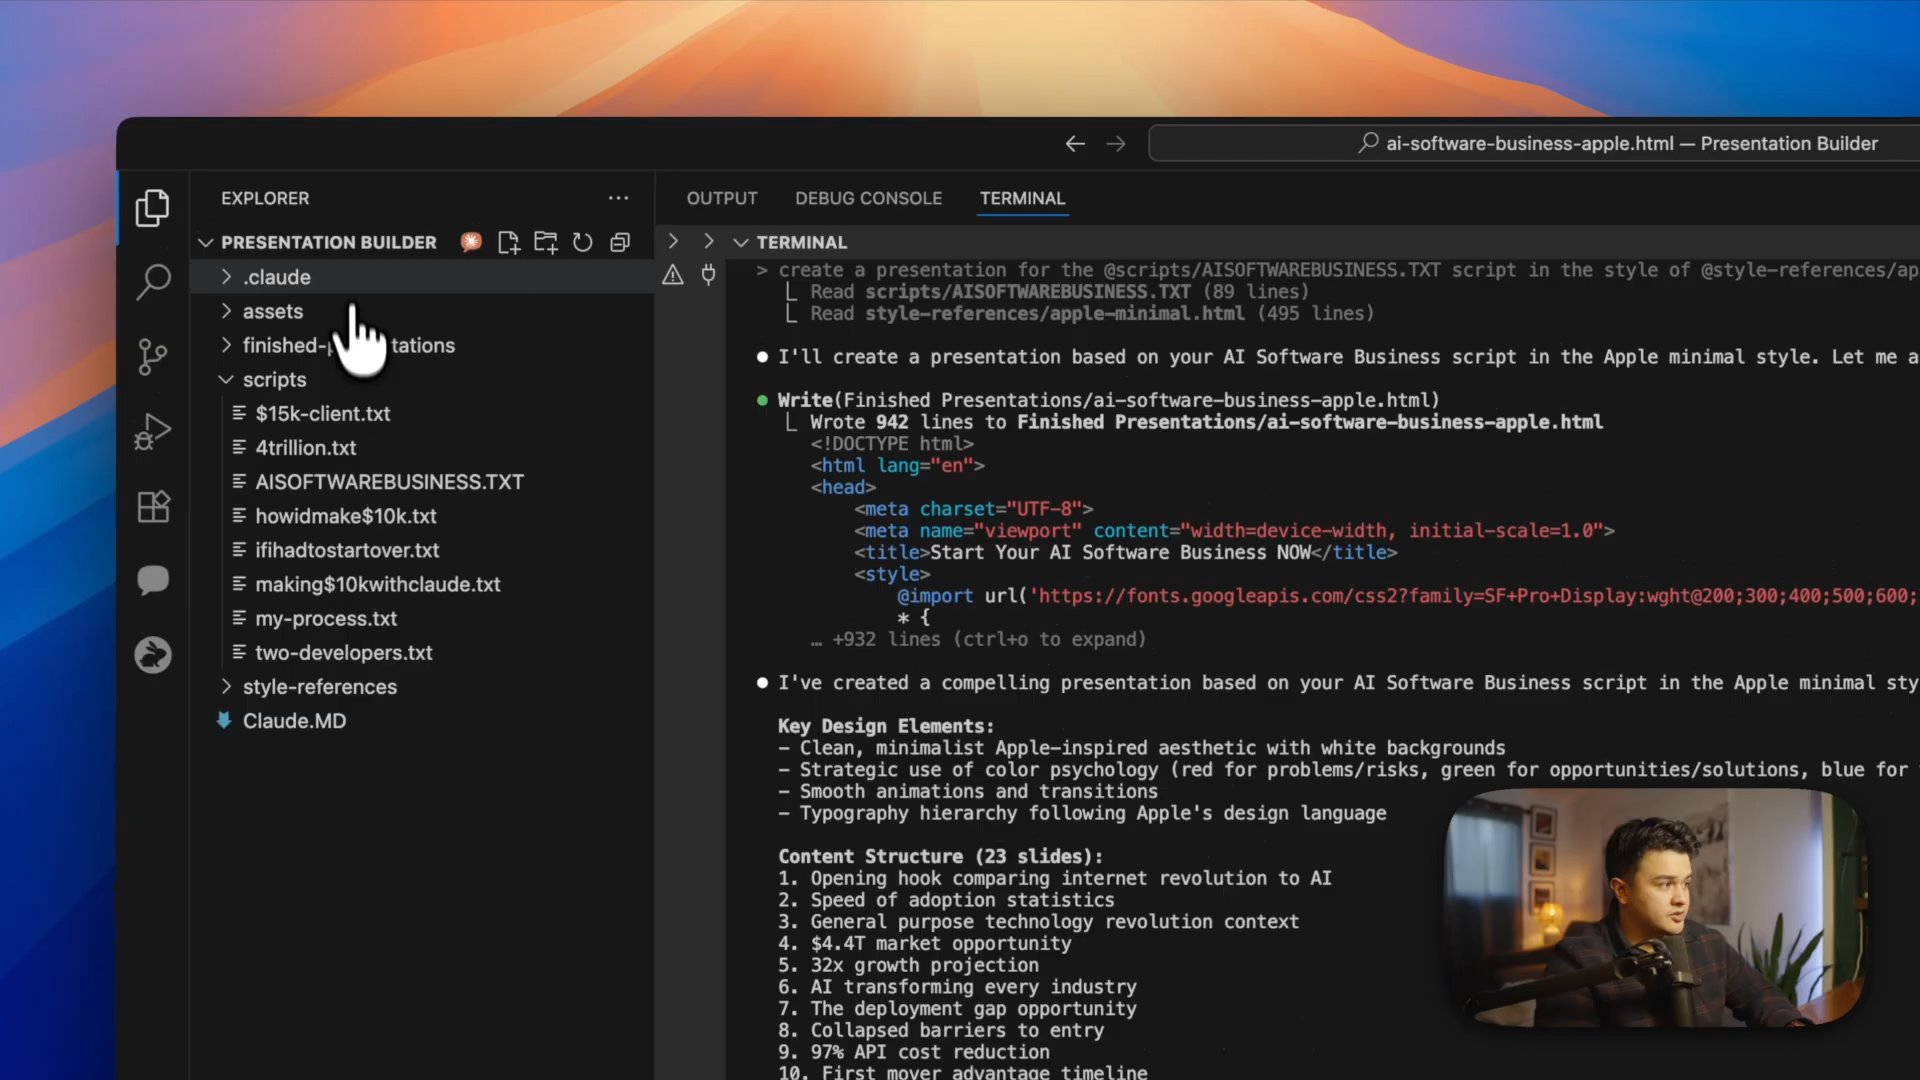 ai-software-business-apple.html — Presentation Builder
EXPLORER
PRESENTATION BUILDER
.claude
assets
finished-p tations
scripts
$15k-client.txt
4trillion.txt
AISOFTWAREBUSINESS.TXT
howidmake$10k.txt
ifihadtostartover.txt
making$10kwithclaude.txt
my-process.txt
two-developers.txt
style-references
Claude.MD
OUTPUT DEBUG CONSOLE TERMINAL
TERMINAL
> create a presentation for the @scripts/AISOFTWAREBUSINESS.TXT script in the style of @style-references/ap
Read scripts/AISOFTWAREBUSINESS.TXT (89 lines)
Read style-references/apple-minimal.html (495 lines)
I'll create a presentation based on your AI Software Business script in the Apple minimal style. Let me a
Write(Finished Presentations/ai-software-business-apple.html)
Wrote 942 lines to Finished Presentations/ai-software-business-apple.html
<!DOCTYPE html>
<html lang="en">
<head>
<meta charset="UTF-8">
<meta name="viewport" content="width=device-width, initial-scale=1.0">
<title>Start Your AI Software Business NOW</title>
<style>
@import url('https://fonts.googleapis.com/css2?family=SF+Pro+Display:wght@200;300;400;500;600;
* {
… +932 lines (ctrl+o to expand)
I've created a compelling presentation based on your AI Software Business script in the Apple minimal sty
Key Design Elements:
- Clean, minimalist Apple-inspired aesthetic with white backgrounds
- Strategic use of color psychology (red for problems/risks, green for opportunities/solutions, blue for
- Smooth animations and transitions
- Typography hierarchy following Apple's design language
Content Structure (23 slides):
1. Opening hook comparing internet revolution to AI
2. Speed of adoption statistics
3. General purpose technology revolution context
4. $4.4T market opportunity
5. 32x growth projection
6. AI transforming every industry
7. The deployment gap opportunity
8. Collapsed barriers to entry
9. 97% API cost reduction
10. First mover advantage timeline